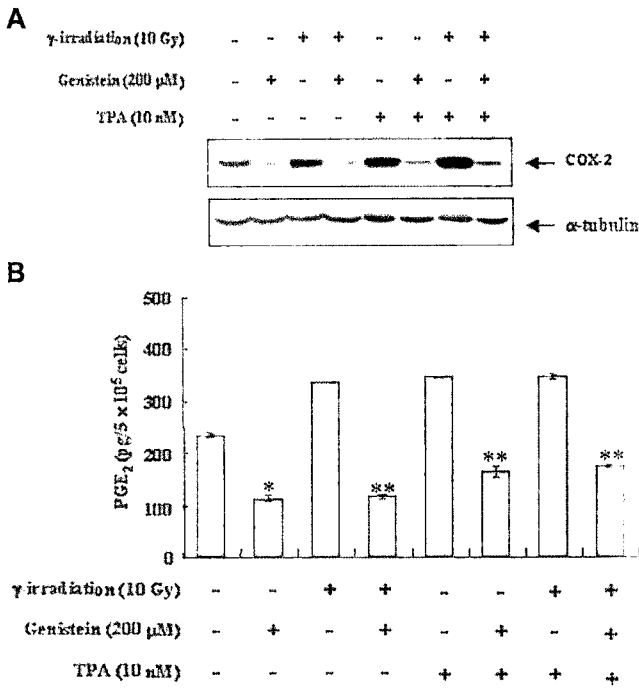 A
γ-irradiation (10 Gy) - - + + - - + +
Genistein (200 µM) - + - + - + - +
TPA (10 nM) - - - - + + + +
COX-2
α-tubulin
B
500
400
300
200
100
0
PGE₂ (pg/5 × 10⁵ cells)
*
**
**
**
γ-irradiation (10 Gy) - - + + - - + +
Genistein (200 µM) - + - + - + - +
TPA (10 nM) - - - - + + + +